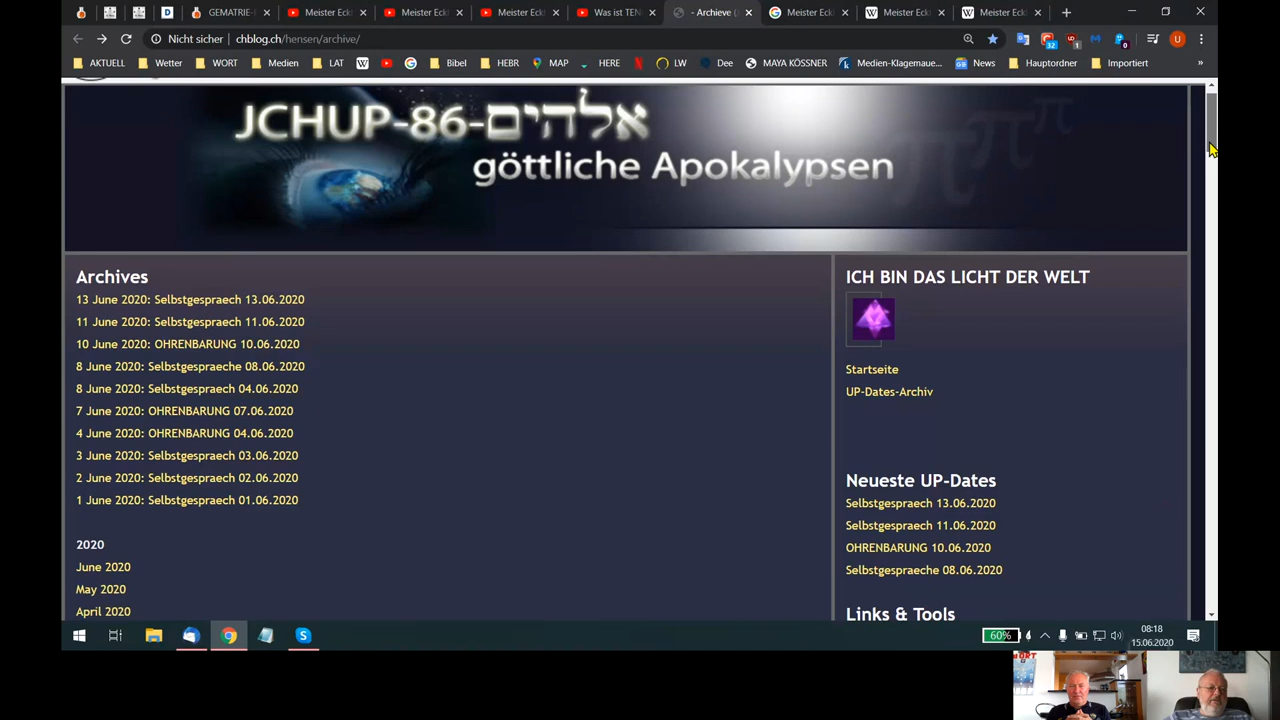 GEMATRIE-
Meister Eck
Meister Eck
Meister Eck
Was ist TEN
- Archieve (
Meister Eck
Meister Eck
Meister Eck
Nicht sicher
chblog.ch/hensen/archive/
32
1
0
U
AKTUELL
Wetter
WORT
Medien
LAT
Bibel
HEBR
MAP
HERE
LW
Dee
MAYA KÖSSNER
Medien-Klagemaue...
News
Hauptordner
Importiert
»
JCHUP-86-אלהים
göttliche Apokalypsen
π π π
Archives
13 June 2020: Selbstgespraech 13.06.2020
11 June 2020: Selbstgespraech 11.06.2020
10 June 2020: OHRENBARUNG 10.06.2020
8 June 2020: Selbstgespraeche 08.06.2020
8 June 2020: Selbstgespraech 04.06.2020
7 June 2020: OHRENBARUNG 07.06.2020
4 June 2020: OHRENBARUNG 04.06.2020
3 June 2020: Selbstgespraech 03.06.2020
2 June 2020: Selbstgespraech 02.06.2020
1 June 2020: Selbstgespraech 01.06.2020
2020
June 2020
May 2020
April 2020
ICH BIN DAS LICHT DER WELT
Startseite
UP-Dates-Archiv
Neueste UP-Dates
Selbstgespraech 13.06.2020
Selbstgespraech 11.06.2020
OHRENBARUNG 10.06.2020
Selbstgespraeche 08.06.2020
Links & Tools
60%
08:18
15.06.2020